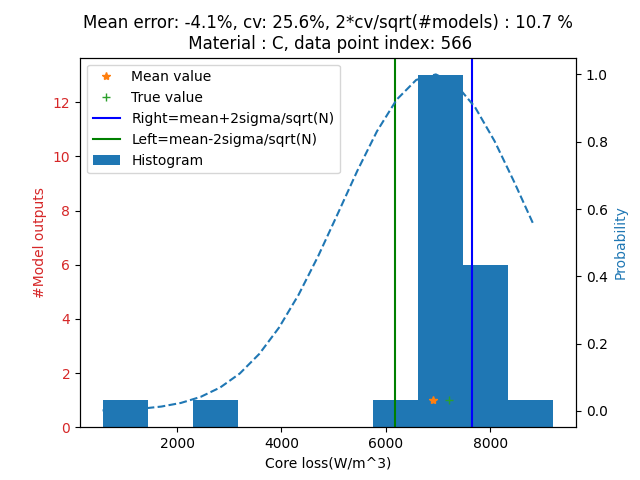 Mean error: -4.1%, cv: 25.6%, 2*cv/sqrt(#models) : 10.7 %
Material : C, data point index: 566
Mean value
True value
Right=mean+2sigma/sqrt(N)
Left=mean-2sigma/sqrt(N)
Histogram
12
10
8
6
4
2
0
#Model outputs
1.0
0.8
0.6
0.4
0.2
0.0
Probability
2000 4000 6000 8000
Core loss(W/m^3)